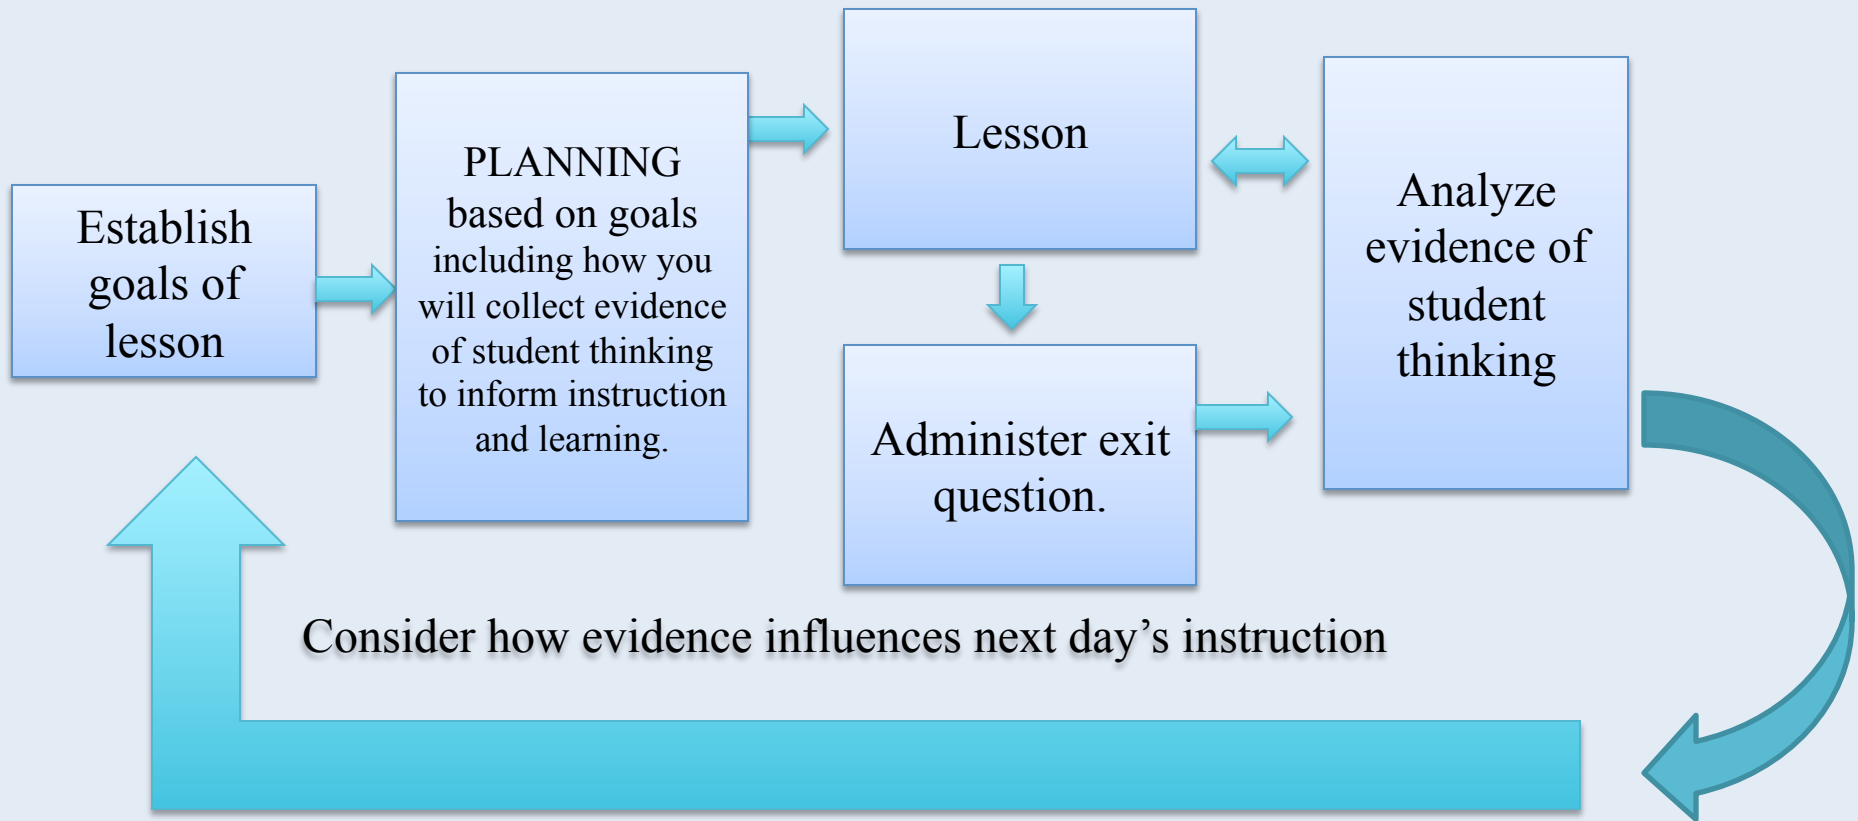 Establish
goals of
lesson
PLANNING
based on goals
including how you
will collect evidence
of student thinking
to inform instruction
and learning.
Lesson
Administer exit
question.
Analyze
evidence of
student
thinking
Consider how evidence influences next day’s instruction